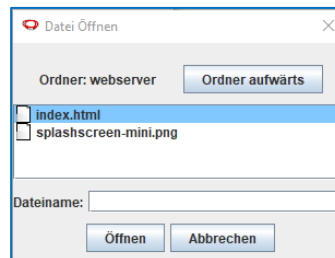 Datei Öffnen
Ordner: webserver Ordner aufwärts
index.html
splashscreen-mini.png
Dateiname:
Öffnen Abbrechen